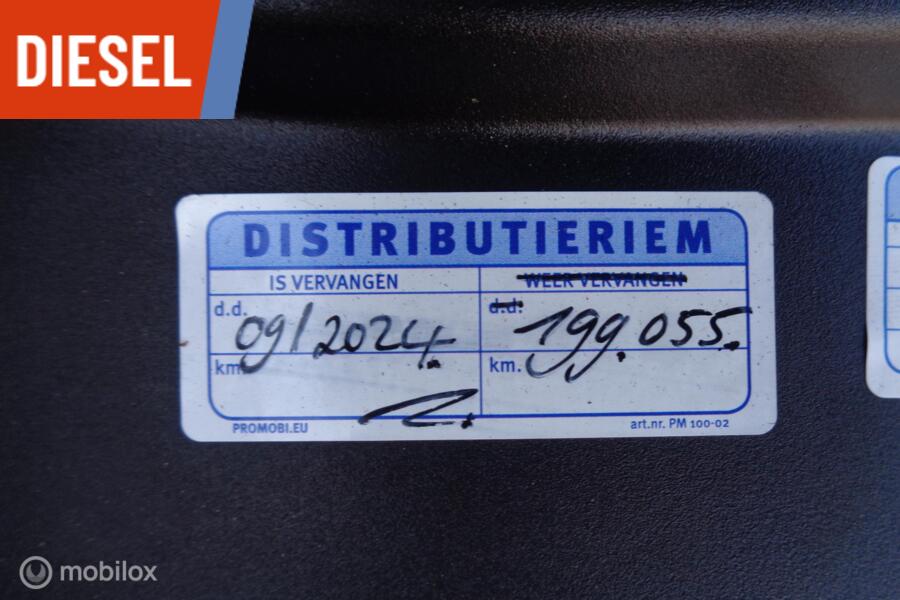 DIESEL
DISTRIBUTIERIEM
IS VERVANGEN WEER VERVANGEN
d.d. 09/2024. d.d. 199.055.
km. km.
PROMOBI.EU art.nr. PM 100-02
mobilox